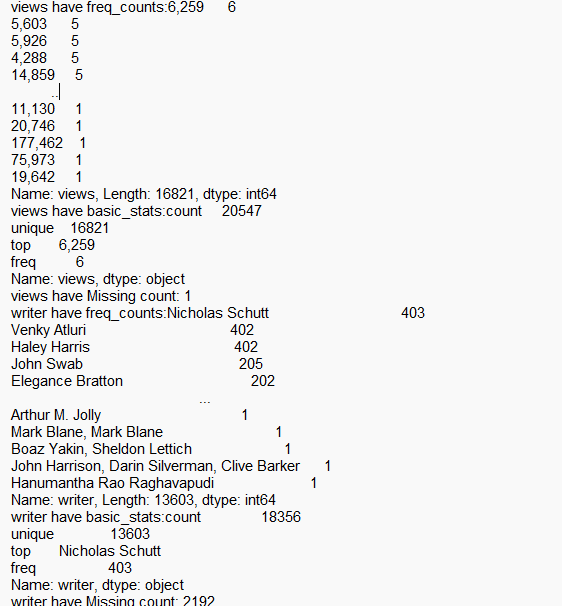 views have freq_counts:6,259 6
5,603 5
5,926 5
4,288 5
14,859 5
..
11,130 1
20,746 1
177,462 1
75,973 1
19,642 1
Name: views, Length: 16821, dtype: int64
views have basic_stats:count 20547
unique 16821
top 6,259
freq 6
Name: views, dtype: object
views have Missing count: 1
writer have freq_counts:Nicholas Schutt 403
Venky Atluri 402
Haley Harris 402
John Swab 205
Elegance Bratton 202
...
Arthur M. Jolly 1
Mark Blane, Mark Blane 1
Boaz Yakin, Sheldon Lettich 1
John Harrison, Darin Silverman, Clive Barker 1
Hanumantha Rao Raghavapudi 1
Name: writer, Length: 13603, dtype: int64
writer have basic_stats:count 18356
unique 13603
top Nicholas Schutt
freq 403
Name: writer, dtype: object
writer have Missing count: 2192